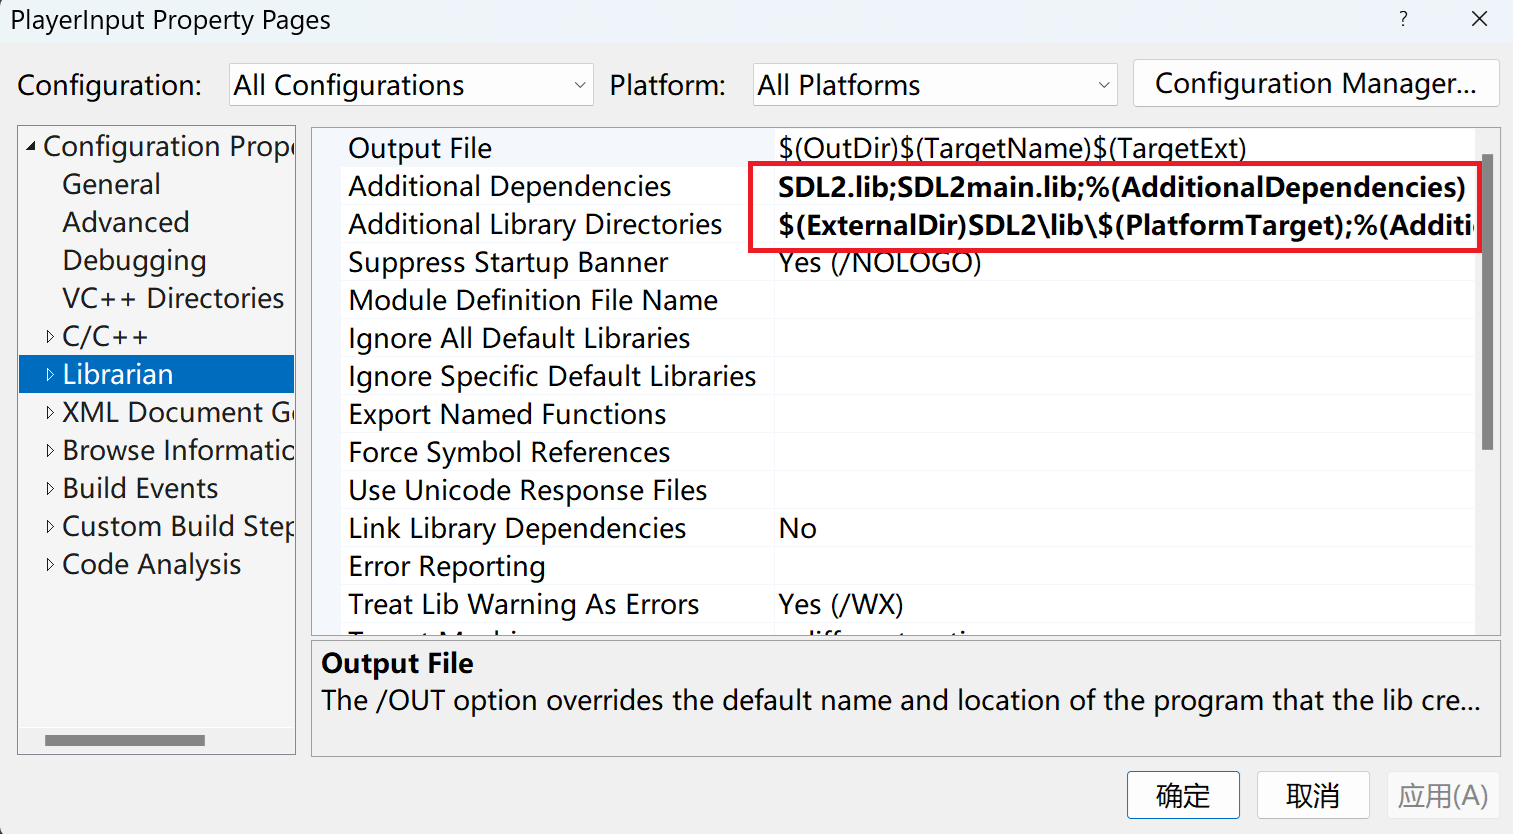 PlayerInput Property Pages
?
Configuration: All Configurations Platform: All Platforms Configuration Manager...
Configuration Prope
General
Advanced
Debugging
VC++ Directories
C/C++
Librarian
XML Document Ge
Browse Informatio
Build Events
Custom Build Step
Code Analysis
Output File $(OutDir)$(TargetName)$(TargetExt)
Additional Dependencies SDL2.lib;SDL2main.lib;%(AdditionalDependencies)
Additional Library Directories $(ExternalDir)SDL2\lib\$(PlatformTarget);%(Additi
Suppress Startup Banner Yes (/NOLOGO)
Module Definition File Name
Ignore All Default Libraries
Ignore Specific Default Libraries
Export Named Functions
Force Symbol References
Use Unicode Response Files
Link Library Dependencies No
Error Reporting
Treat Lib Warning As Errors Yes (/WX)
Output File
The /OUT option overrides the default name and location of the program that the lib cre...
确定 取消 应用(A)